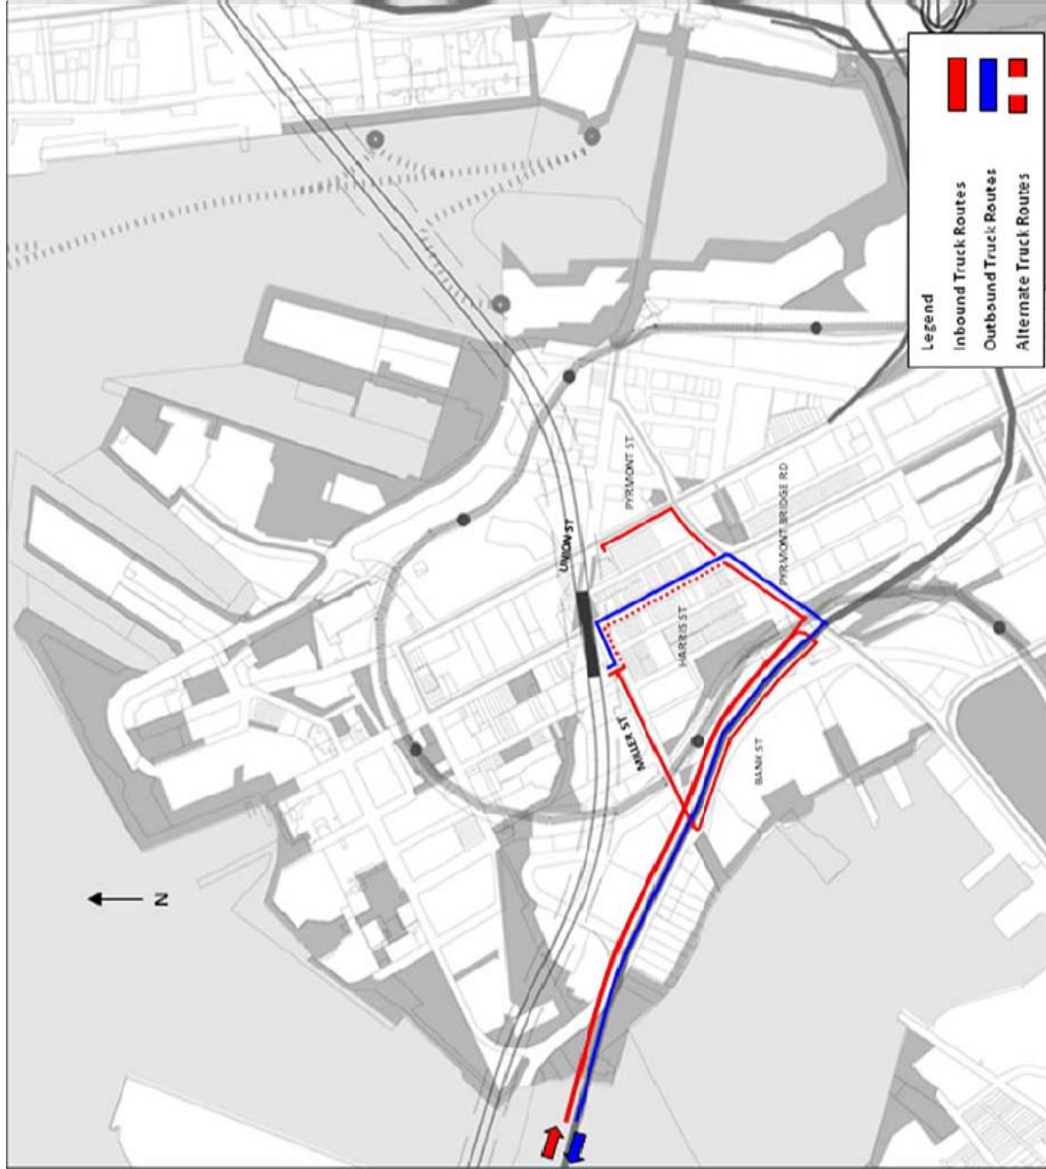 N
UNION ST
PYRMONT ST
PYRMONT BRIDGE RD
HARRIS ST
MILLER ST
BANK ST
Legend
Inbound Truck Routes
Outbound Truck Routes
Alternate Truck Routes